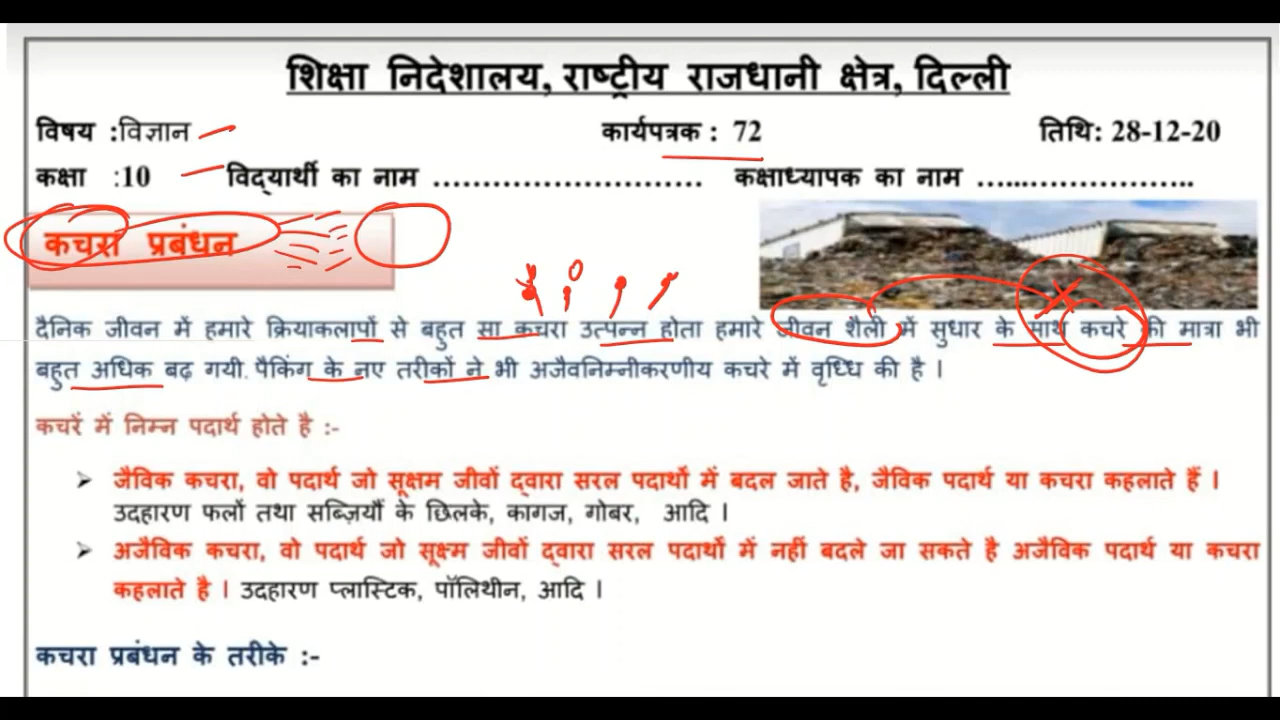 शिक्षा निदेशालय, राष्ट्रीय राजधानी क्षेत्र, दिल्ली
विषय :विज्ञान कार्यपत्रक : 72 तिथि: 28-12-20
कक्षा :10 विद्यार्थी का नाम ........................... कक्षाध्यापक का नाम ......................
कचरा प्रबंधन
दैनिक जीवन में हमारे क्रियाकलापों से बहुत सा कचरा उत्पन्न होता हमारे जीवन शैली में सुधार के साथ कचरे की मात्रा भी
बहुत अधिक बढ़ गयी. पैकिंग के नए तरीकों ने भी अजैवनिम्नीकरणीय कचरे में वृध्धि की है ।
कचरें में निम्न पदार्थ होते है :-
➢ जैविक कचरा, वो पदार्थ जो सूक्षम जीवों द्वारा सरल पदार्थों में बदल जाते है, जैविक पदार्थ या कचरा कहलाते हैं ।
उदहारण फलों तथा सब्ज़ियौं के छिलके, कागज, गोबर, आदि ।
➢ अजैविक कचरा, वो पदार्थ जो सूक्ष्म जीवों द्वारा सरल पदार्थों में नहीं बदले जा सकते है अजैविक पदार्थ या कचरा
कहलाते है । उदहारण प्लास्टिक, पॉलिथीन, आदि ।
कचरा प्रबंधन के तरीके :-